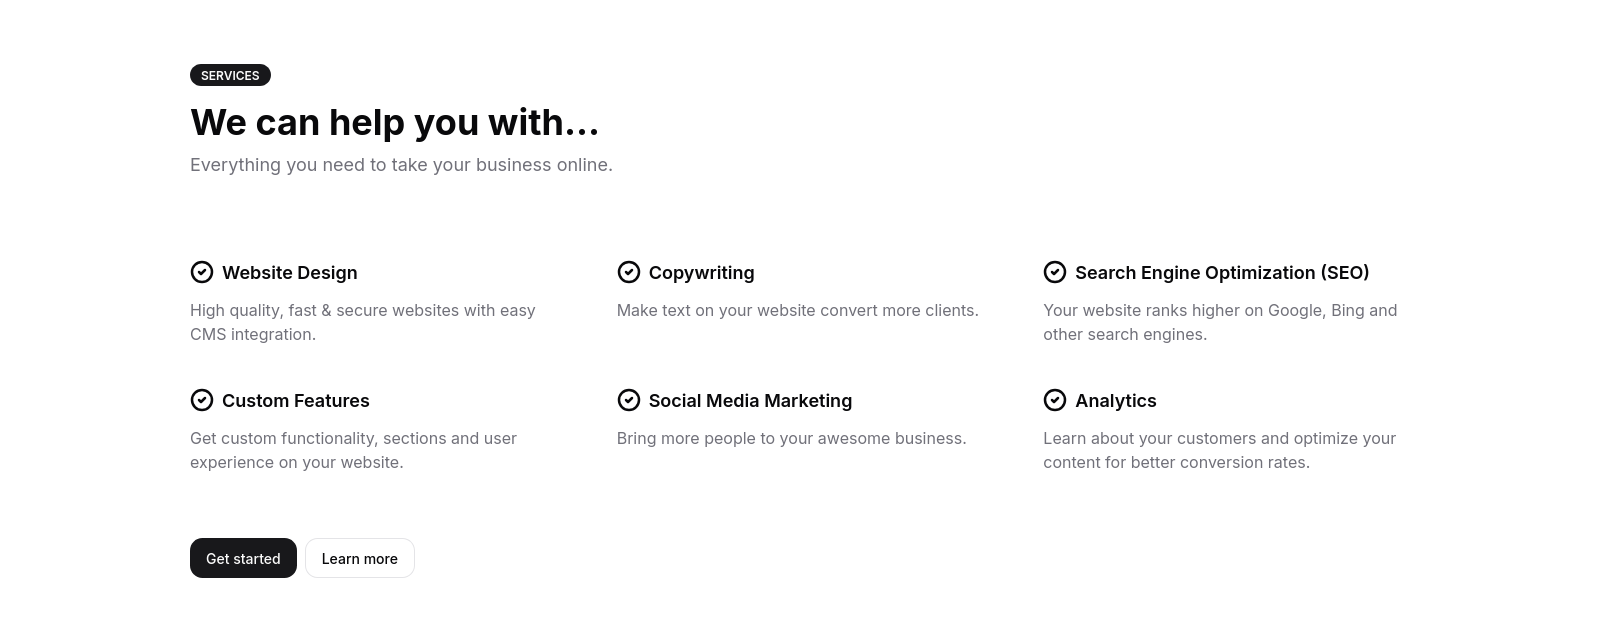 SERVICES
We can help you with...
Everything you need to take your business online.
Website Design
High quality, fast & secure websites with easy
CMS integration.
Copywriting
Make text on your website convert more clients.
Search Engine Optimization (SEO)
Your website ranks higher on Google, Bing and
other search engines.
Custom Features
Get custom functionality, sections and user
experience on your website.
Social Media Marketing
Bring more people to your awesome business.
Analytics
Learn about your customers and optimize your
content for better conversion rates.
Get started
Learn more